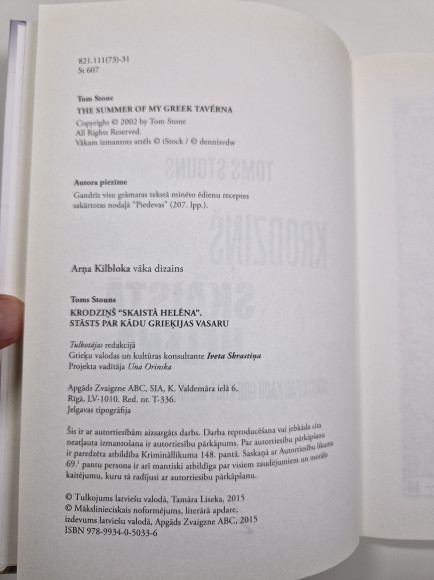 821.111(73)-31
St 607
Tom Stone
THE SUMMER OF MY GREEK TAVÉRNA
Copyright © 2002 by Tom Stone
All Rights Reserved.
Vākam izmantots attēls © iStock / © dennisvdw
Autora piezīme
Gandrīz visu grāmatas tekstā minēto ēdienu receptes
sakārtotas nodaļā "Piedevas" (207. lpp.).
Arņa Kilbloka vāka dizains
Toms Stouns
KRODZIŅŠ "SKAISTĀ HELĒNA".
STĀSTS PAR KĀDU GRIEĶIJAS VASARU
Tulkotājas redakcijā
Grieķu valodas un kultūras konsultante Iveta Skrastiņa
Projekta vadītāja Una Orinska
Apgāds Zvaigzne ABC, SIA, K. Valdemāra ielā 6,
Rīgā, LV-1010. Red. nr. T-336.
Jelgavas tipogrāfija
Šis ir ar autortiesībām aizsargāts darbs. Darba reproducēšana vai jebkāda cita
neatļauta izmantošana ir autortiesību pārkāpums. Par autortiesību pārkāpumu
ir paredzēta atbildība Krimināllikuma 148. pantā. Saskaņā ar Autortiesību likuma
69.¹ pantu persona ir arī mantiski atbildīga par visiem zaudējumiem un morālo
kaitējumu, kuru tā radījusi ar autortiesību pārkāpumu.
© Tulkojums latviešu valodā, Tamāra Liseka, 2015
© Mākslinieciskais noformējums, literārā apdare,
izdevums latviešu valodā, Apgāds Zvaigzne ABC, 2015
ISBN 978-9934-0-5033-6
TOMS STOUNS
KRODZIŅŠ
SKAISTĀ
HELĒNA